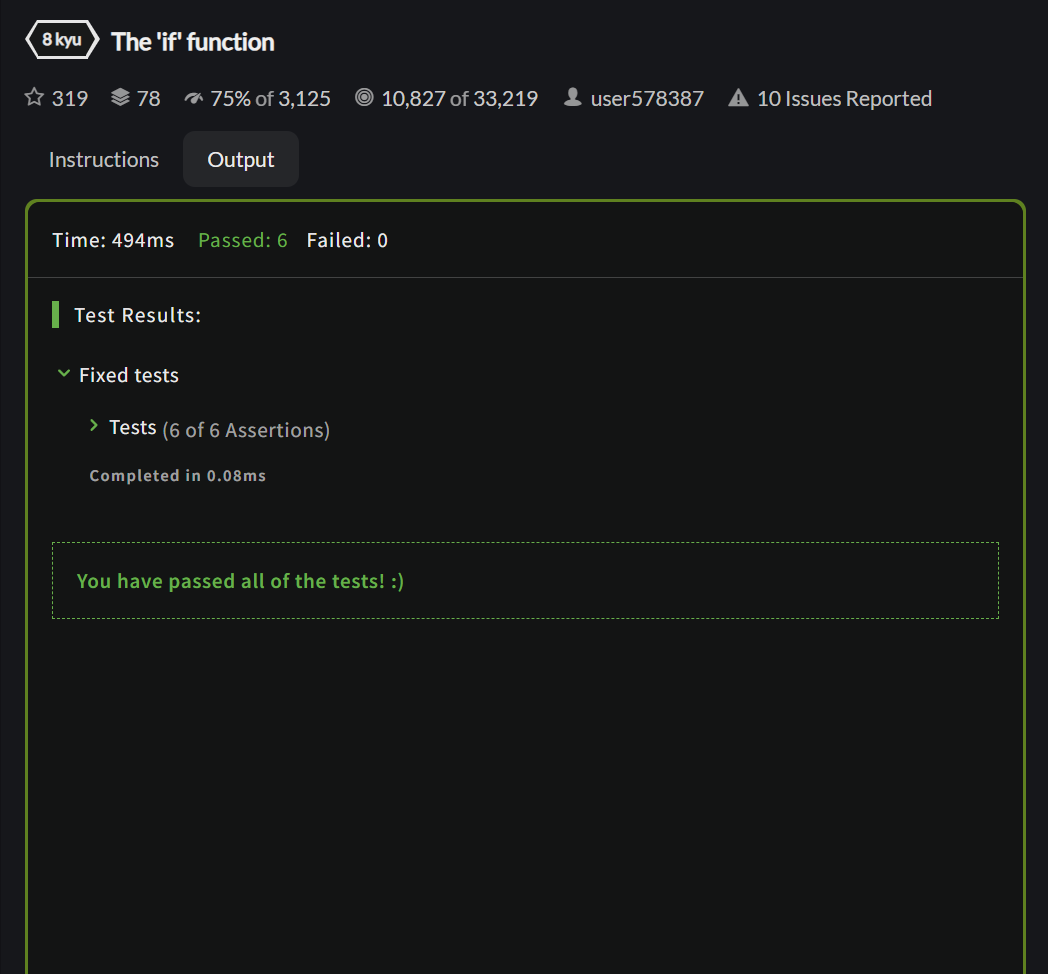 8 kyu The 'if' function
319 78 75% of 3,125 10,827 of 33,219 user578387 10 Issues Reported
Instructions Output
Time: 494ms Passed: 6 Failed: 0
Test Results:
Fixed tests
Tests (6 of 6 Assertions)
Completed in 0.08ms
You have passed all of the tests! :)